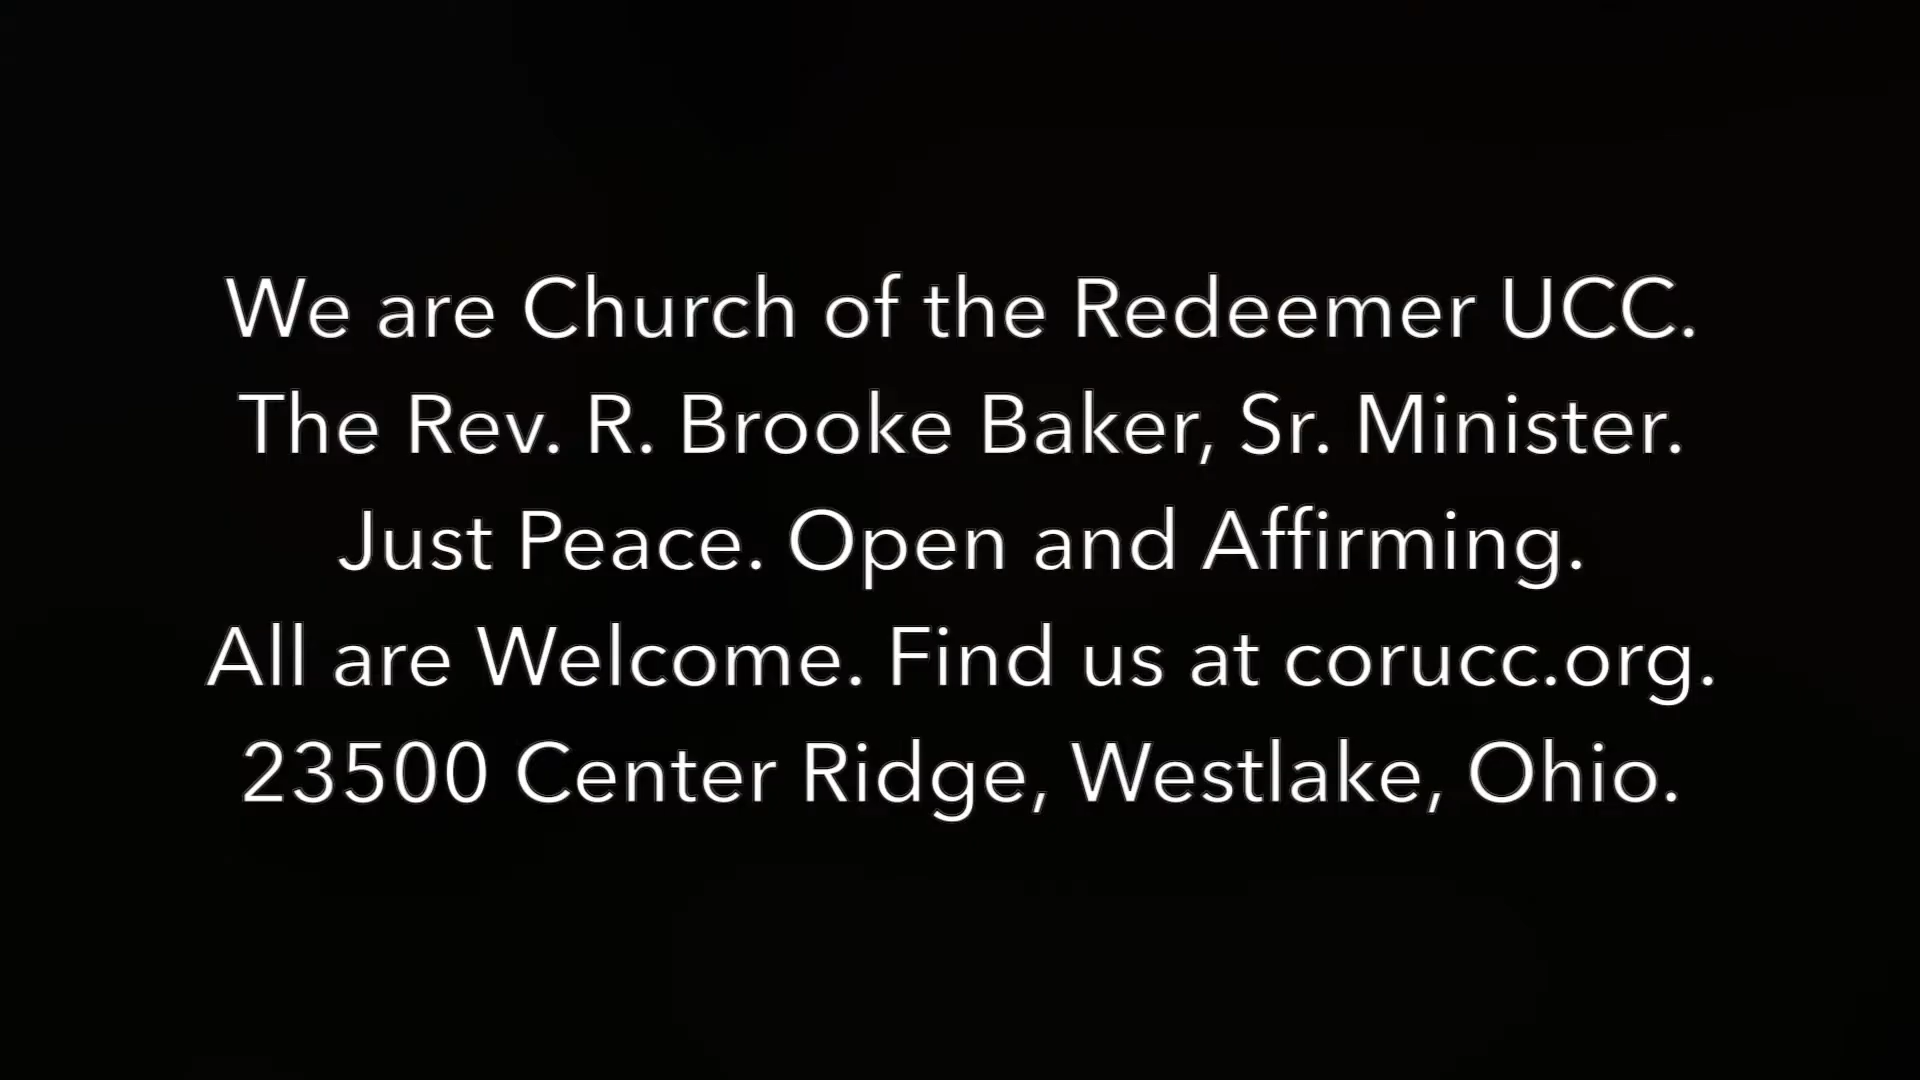 We are Church of the Redeemer UCC.
The Rev. R. Brooke Baker, Sr. Minister.
Just Peace. Open and Affirming.
All are Welcome. Find us at corucc.org.
23500 Center Ridge, Westlake, Ohio.